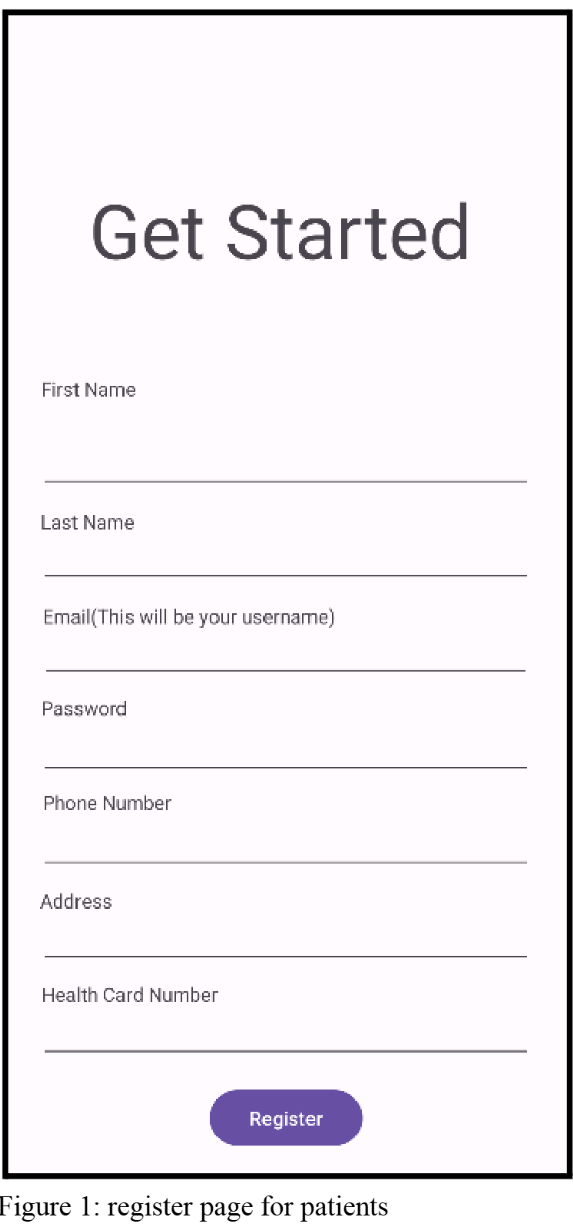 Get Started
First Name
Last Name
Email(This will be your username)
Password
Phone Number
Address
Health Card Number
Register
Figure 1: register page for patients